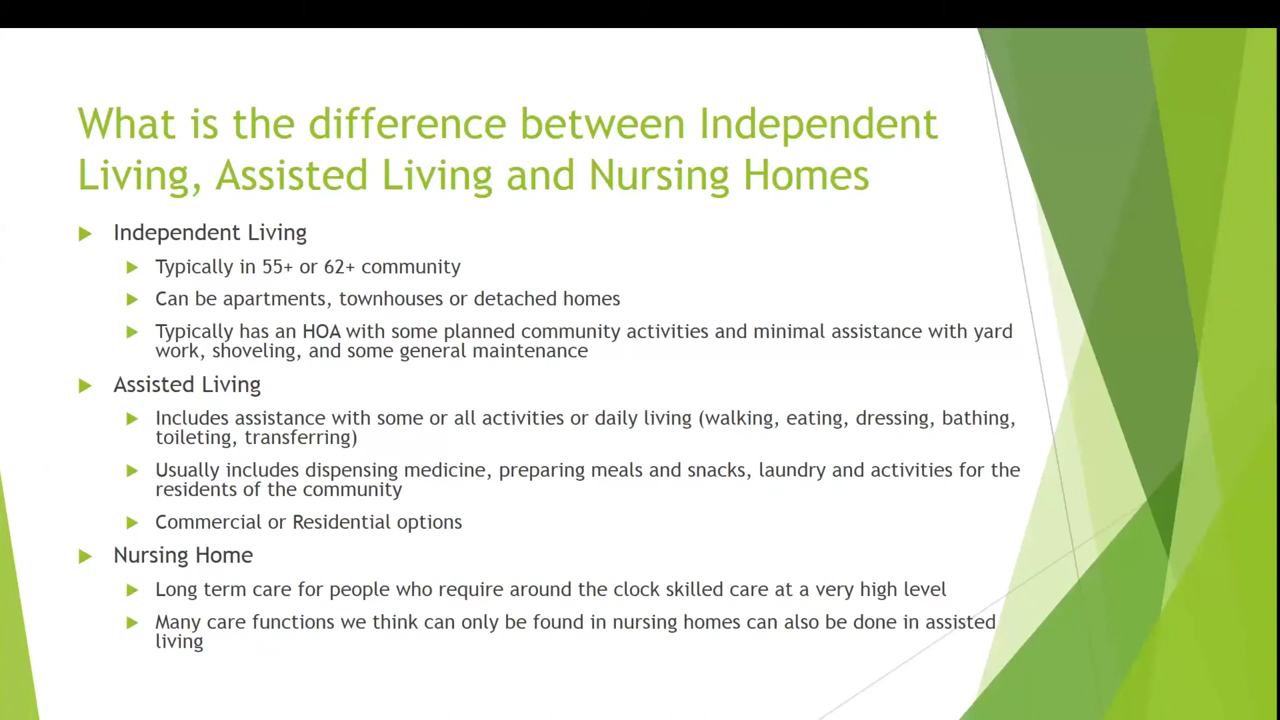 What is the difference between Independent
Living, Assisted Living and Nursing Homes
Independent Living
Typically in 55+ or 62+ community
Can be apartments, townhouses or detached homes
Typically has an HOA with some planned community activities and minimal assistance with yard
work, shoveling, and some general maintenance
Assisted Living
Includes assistance with some or all activities or daily living (walking, eating, dressing, bathing,
toileting, transferring)
Usually includes dispensing medicine, preparing meals and snacks, laundry and activities for the
residents of the community
Commercial or Residential options
Nursing Home
Long term care for people who require around the clock skilled care at a very high level
Many care functions we think can only be found in nursing homes can also be done in assisted
living